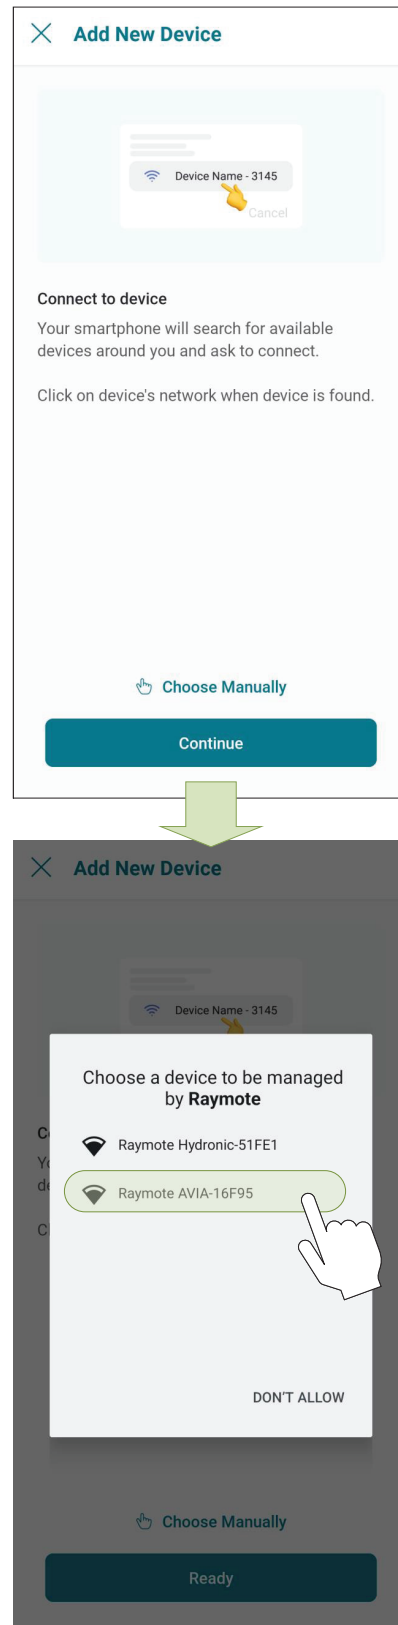 Add New Device
Device Name - 3145
Cancel
Connect to device
Your smartphone will search for available
devices around you and ask to connect.
Click on device's network when device is found.
Choose Manually
Continue
Add New Device
Device Name - 3145
Choose a device to be managed
by Raymote
Raymote Hydronic-51FE1
Raymote AVIA-16F95
DON'T ALLOW
Choose Manually
Ready